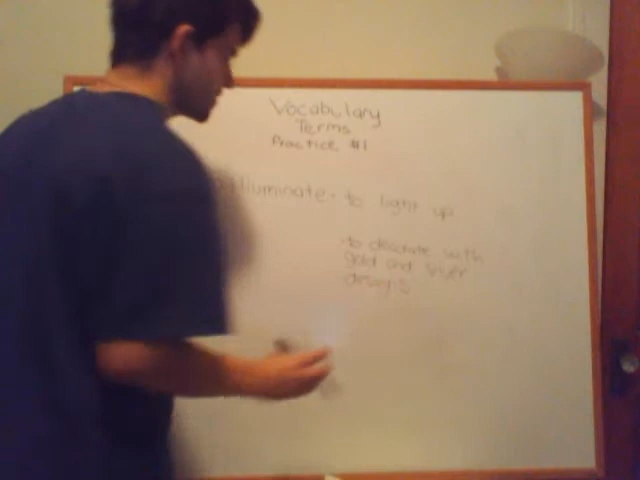 Vocabulary
Terms
Practice #1
Illuminate - to light up
to decorate with
gold and silver
designs